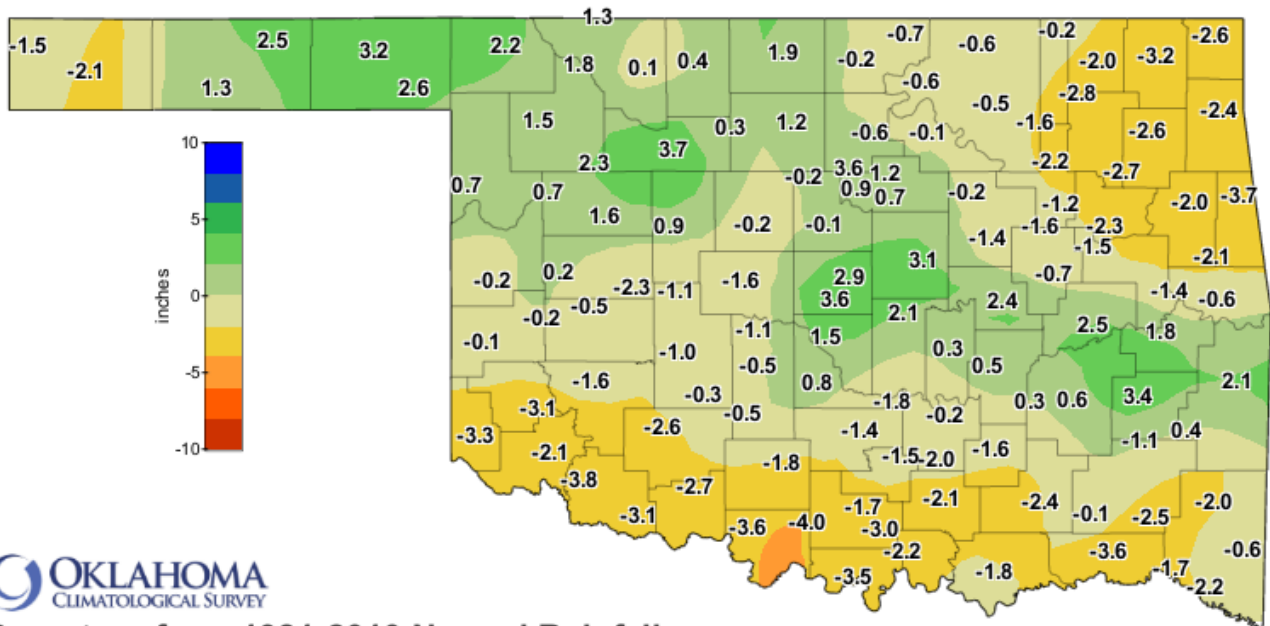 1.3
-1.5 2.5 3.2 2.2 1.9 -0.7 -0.6 -0.2 -2.6
-2.1 1.3 2.6 1.8 0.1 0.4 -0.2 -0.6 -2.0 -3.2
1.5 0.3 1.2 -0.6 -0.1 -0.5 -1.6 -2.8 -2.6 -2.4
2.3 3.7 -0.2 3.6 1.2 -2.2 -2.7
0.7 0.7 0.9 0.7 -0.2 -1.2 -2.0 -3.7
1.6 0.9 -0.2 -0.1 -1.4 -1.6 -2.3
-1.5 -2.1
-0.2 0.2 -2.3 -1.1 -1.6 2.9 3.1 -0.7
-0.5 3.6 2.4 -1.4 -0.6
-0.2 -1.1 1.5 2.1 2.5 1.8
-0.1 -1.0 -0.5 0.3 0.5
-1.6 -0.3 0.8 2.1
-3.1 -0.5 -1.8 -0.2 0.3 0.6 3.4
-3.3 -2.6 -1.4 -1.1 0.4
-2.1 -1.8 -1.5 -2.0 -1.6
-3.8 -2.7 -1.7 -2.1 -2.4 -2.0
-3.1 -3.6 -4.0 -3.0 -0.1 -2.5
-2.2 -3.6 -0.6
-3.5 -1.8 -1.7
-2.2
10
5
0
-5
-10
inches
OKLAHOMA
CLIMATOLOGICAL SURVEY